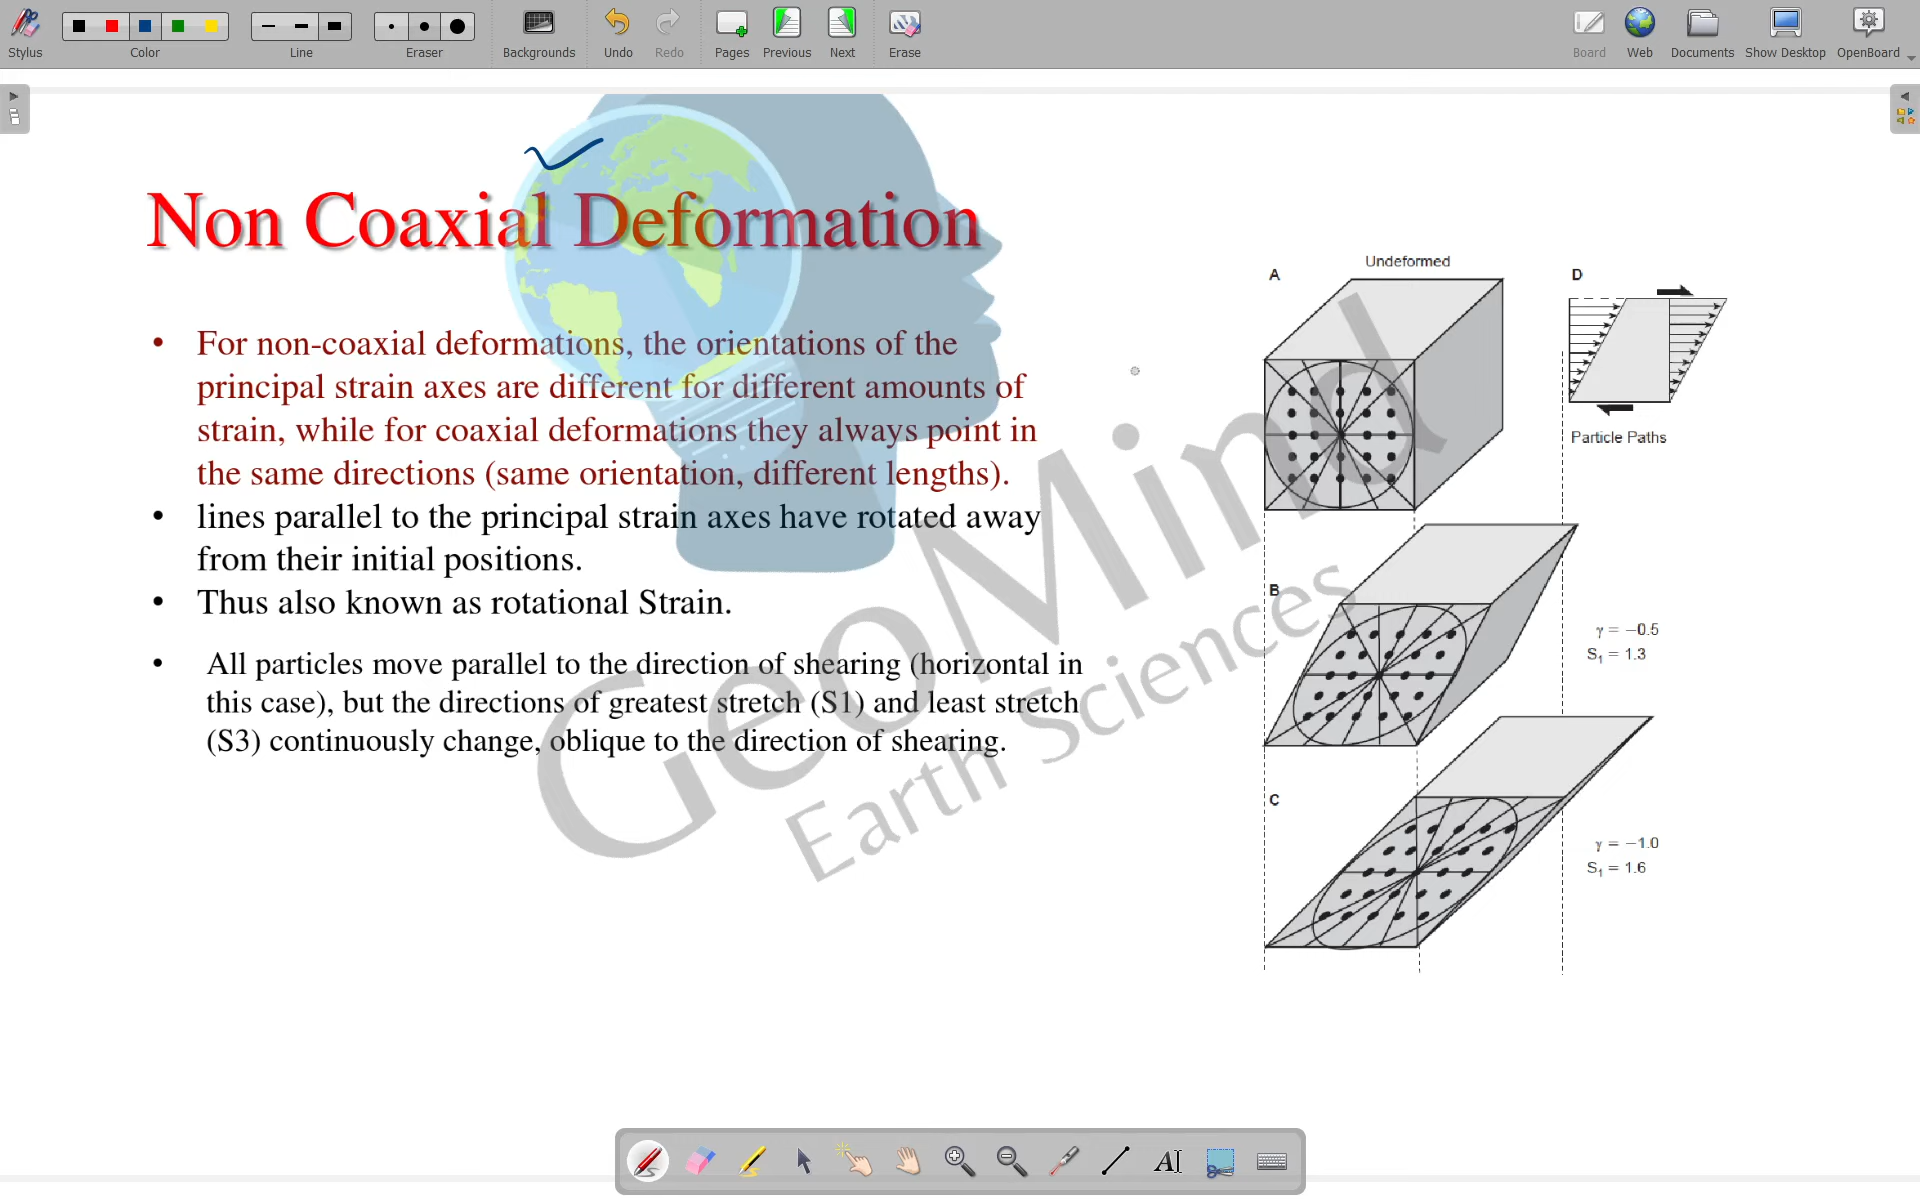 Stylus
Color
Line
Eraser
Backgrounds
Undo
Redo
Pages
Previous
Next
Erase
Board
Web
Documents
Show Desktop
OpenBoard
Non Coaxial Deformation
• For non-coaxial deformations, the orientations of the
principal strain axes are different for different amounts of
strain, while for coaxial deformations they always point in
the same directions (same orientation, different lengths).
• lines parallel to the principal strain axes have rotated away
from their initial positions.
• Thus also known as rotational Strain.
• All particles move parallel to the direction of shearing (horizontal in
this case), but the directions of greatest stretch (S1) and least stretch
(S3) continuously change, oblique to the direction of shearing.
GeoMind
Earth Sciences
A
Undeformed
D
Particle Paths
B
γ = −0.5
S₁ = 1.3
C
γ = −1.0
S₁ = 1.6